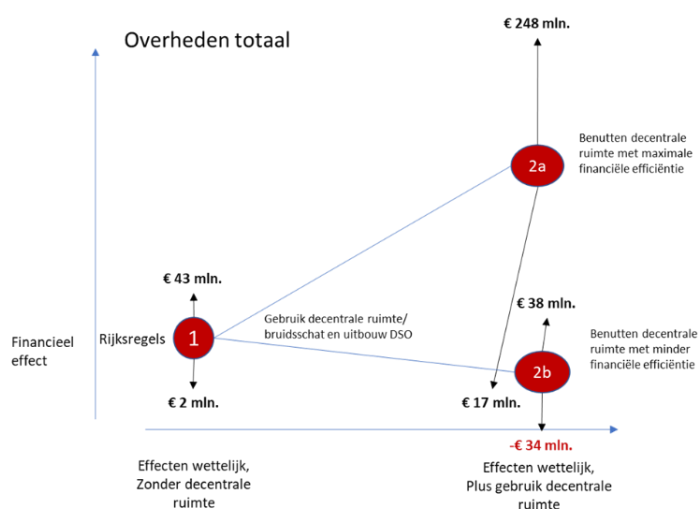 Overheden totaal
€ 248 mln.
2a
Benutten decentrale
ruimte met maximale
financiële efficiëntie
€ 43 mln.
Financieel
effect
Rijksregels
1
Gebruik decentrale ruimte/
bruidsschat en uitbouw DSO
€ 38 mln.
2b
Benutten decentrale
ruimte met minder
financiële efficiëntie
€ 2 mln.
€ 17 mln.
-€ 34 mln.
Effecten wettelijk,
Zonder decentrale
ruimte
Effecten wettelijk,
Plus gebruik decentrale
ruimte